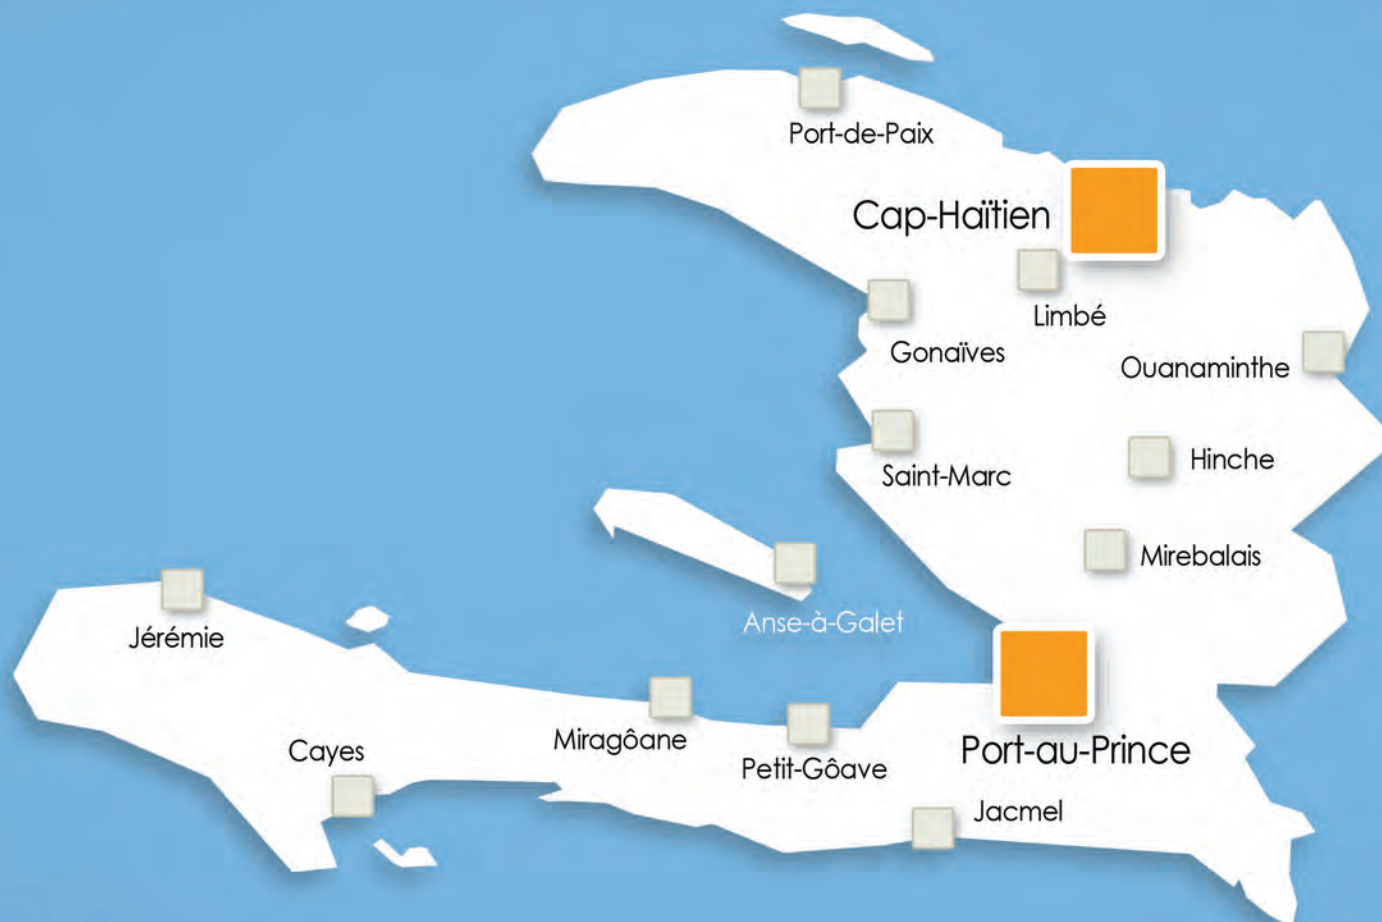 Port-de-Paix
Cap-Haïtien
Limbé
Gonaïves
Ouanaminthe
Hinche
Saint-Marc
Mirebalais
Anse-à-Galet
Jérémie
Miragôane
Cayes
Petit-Gôave
Port-au-Prince
Jacmel